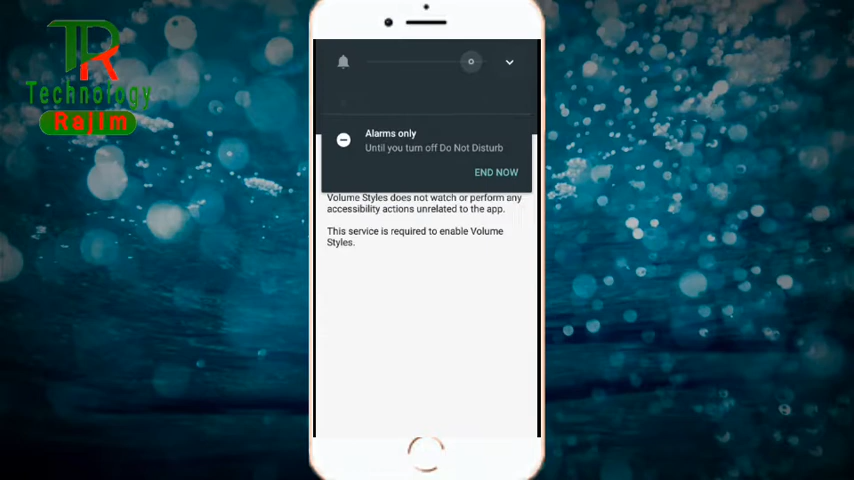 TR
Technology
Rajim
Alarms only
Until you turn off Do Not Disturb
END NOW
Volume Styles does not watch or perform any
accessibility actions unrelated to the app.
This service is required to enable Volume
Styles.